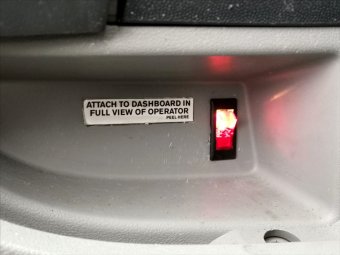 ATTACH TO DASHBOARD IN
FULL VIEW OF OPERATOR
PEEL HERE